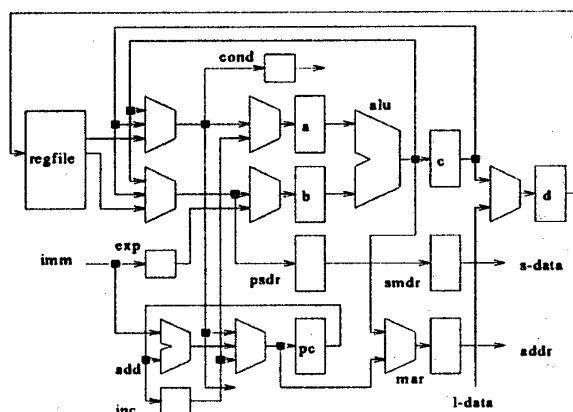 cond
alu
regfile
a
c
b
d
exp
imm
psdr
smdr
s-data
add
pc
addr
mar
inc
l-data